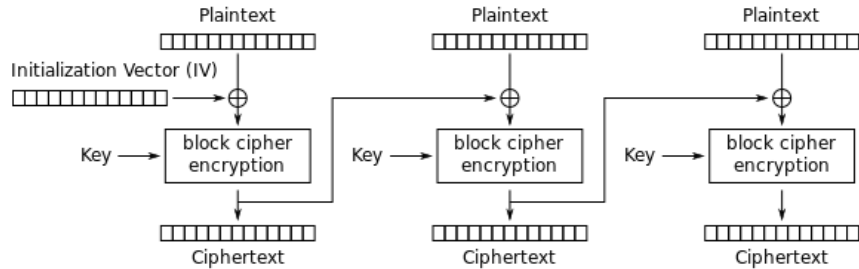 Plaintext
Plaintext
Plaintext
Initialization Vector (IV)
Key
block cipher
encryption
Key
block cipher
encryption
Key
block cipher
encryption
Ciphertext
Ciphertext
Ciphertext